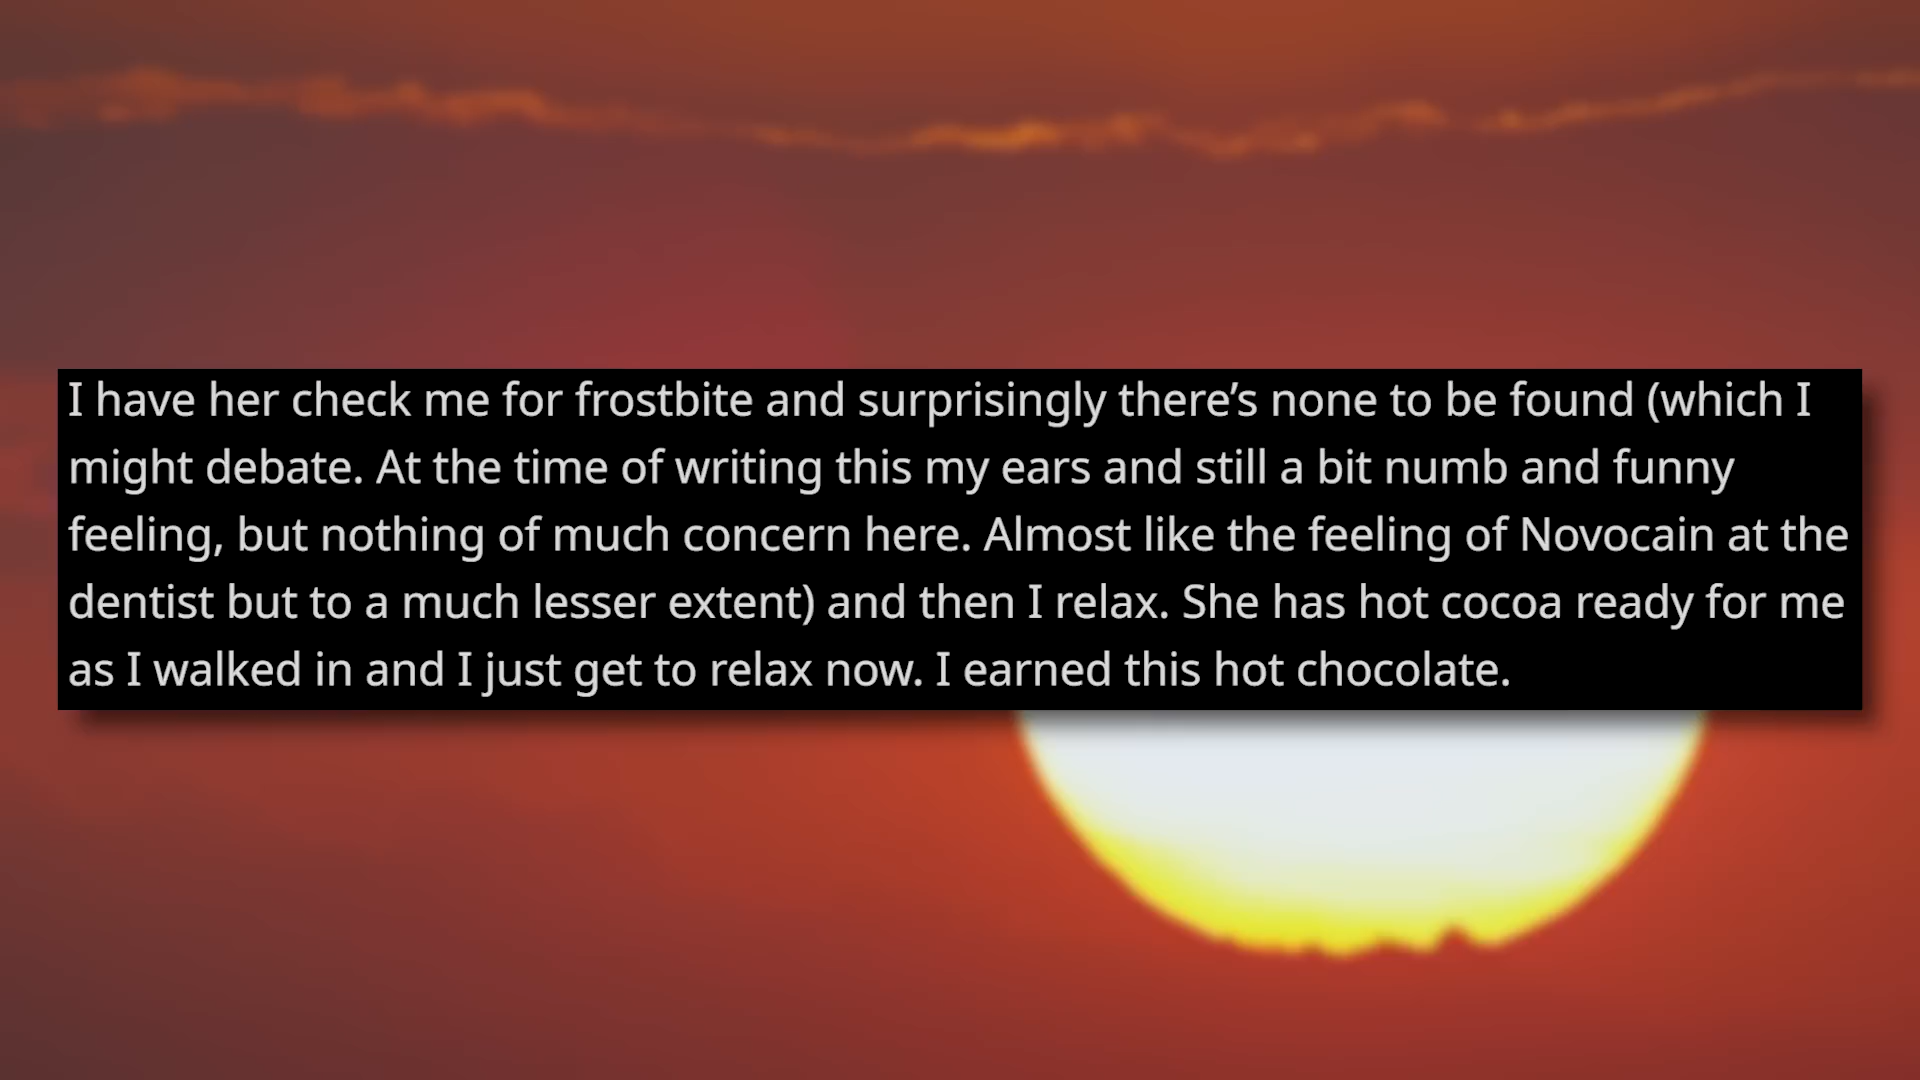 I have her check me for frostbite and surprisingly there’s none to be found (which I
might debate. At the time of writing this my ears and still a bit numb and funny
feeling, but nothing of much concern here. Almost like the feeling of Novocain at the
dentist but to a much lesser extent) and then I relax. She has hot cocoa ready for me
as I walked in and I just get to relax now. I earned this hot chocolate.